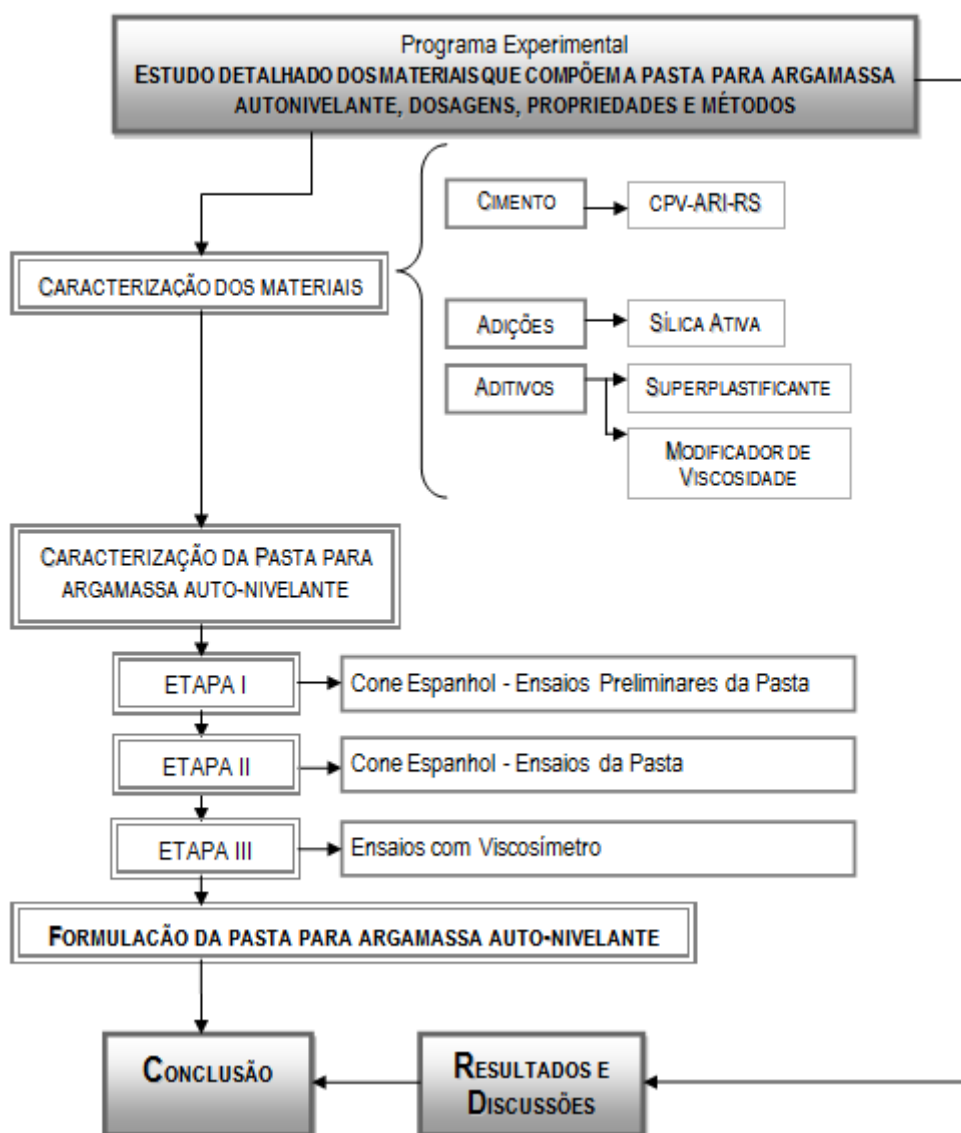 Programa Experimental
ESTUDO DETALHADO DOS MATERIAIS QUE COMPÕEM A PASTA PARA ARGAMASSA
AUTONIVELANTE, DOSAGENS, PROPRIEDADES E MÉTODOS
CIMENTO
CPV-ARI-RS
CARACTERIZAÇÃO DOS MATERIAIS
ADIÇÕES
SÍLICA ATIVA
ADITIVOS
SUPERPLASTIFICANTE
MODIFICADOR DE
VISCOSIDADE
CARACTERIZAÇÃO DA PASTA PARA
ARGAMASSA AUTO-NIVELANTE
ETAPA I
Cone Espanhol - Ensaios Preliminares da Pasta
ETAPA II
Cone Espanhol - Ensaios da Pasta
ETAPA III
Ensaios com Viscosímetro
FORMULACÃO DA PASTA PARA ARGAMASSA AUTO-NIVELANTE
CONCLUSÃO
RESULTADOS E
DISCUSSÕES